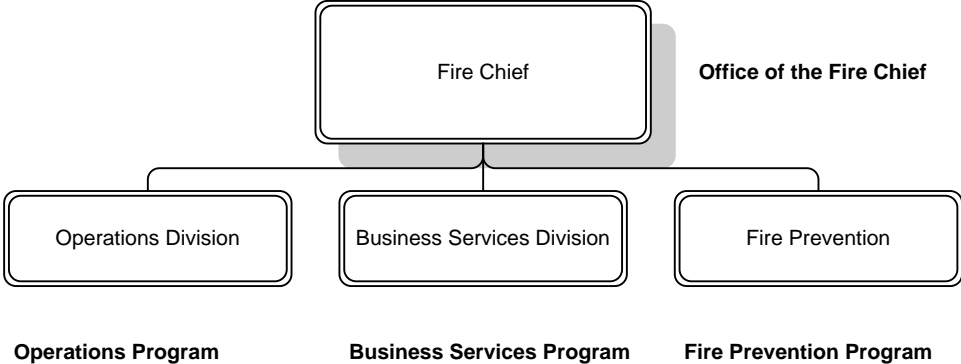 Fire Chief
Office of the Fire Chief
Operations Division
Business Services Division
Fire Prevention
Operations Program
Business Services Program
Fire Prevention Program